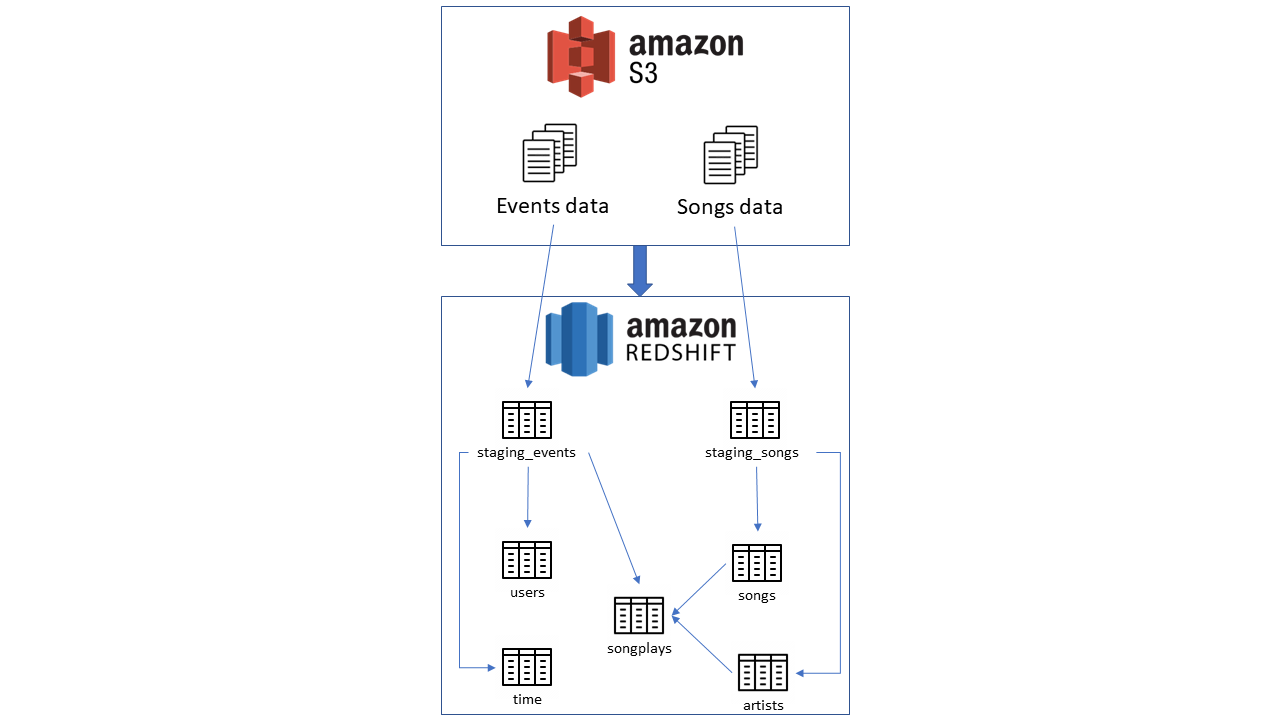 amazon
S3
Events data
Songs data
amazon
REDSHIFT
staging_events
staging_songs
users
songs
songplays
time
artists